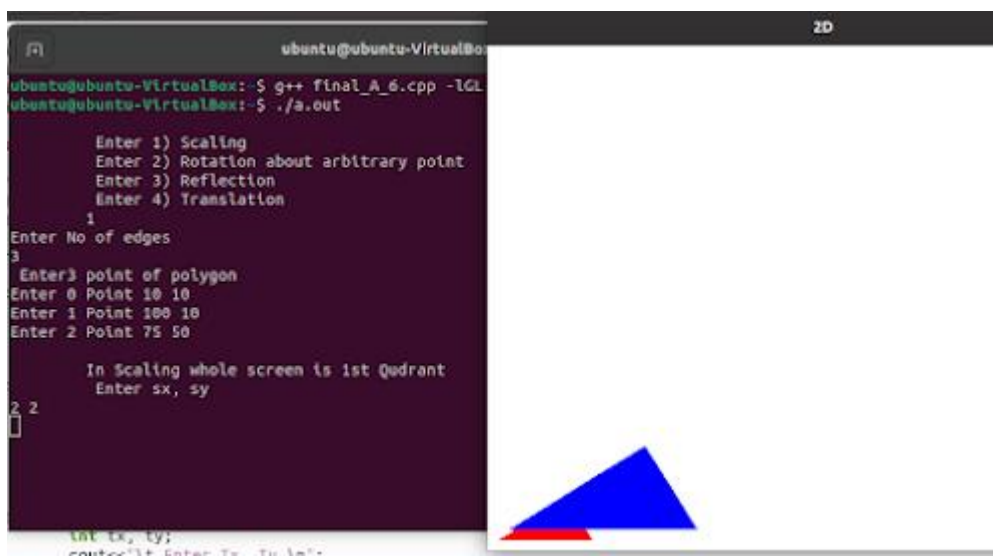 ubuntu@ubuntu-VirtualBo
2D
ubuntu@ubuntu-VirtualBox:~$ g++ final_A_6.cpp -lGL
ubuntu@ubuntu-VirtualBox:~$ ./a.out
Enter 1) Scaling
Enter 2) Rotation about arbitrary point
Enter 3) Reflection
Enter 4) Translation
1
Enter No of edges
3
Enter3 point of polygon
Enter 0 Point 10 10
Enter 1 Point 100 10
Enter 2 Point 75 50
In Scaling whole screen is 1st Qudrant
Enter sx, sy
2 2
int tx, ty;